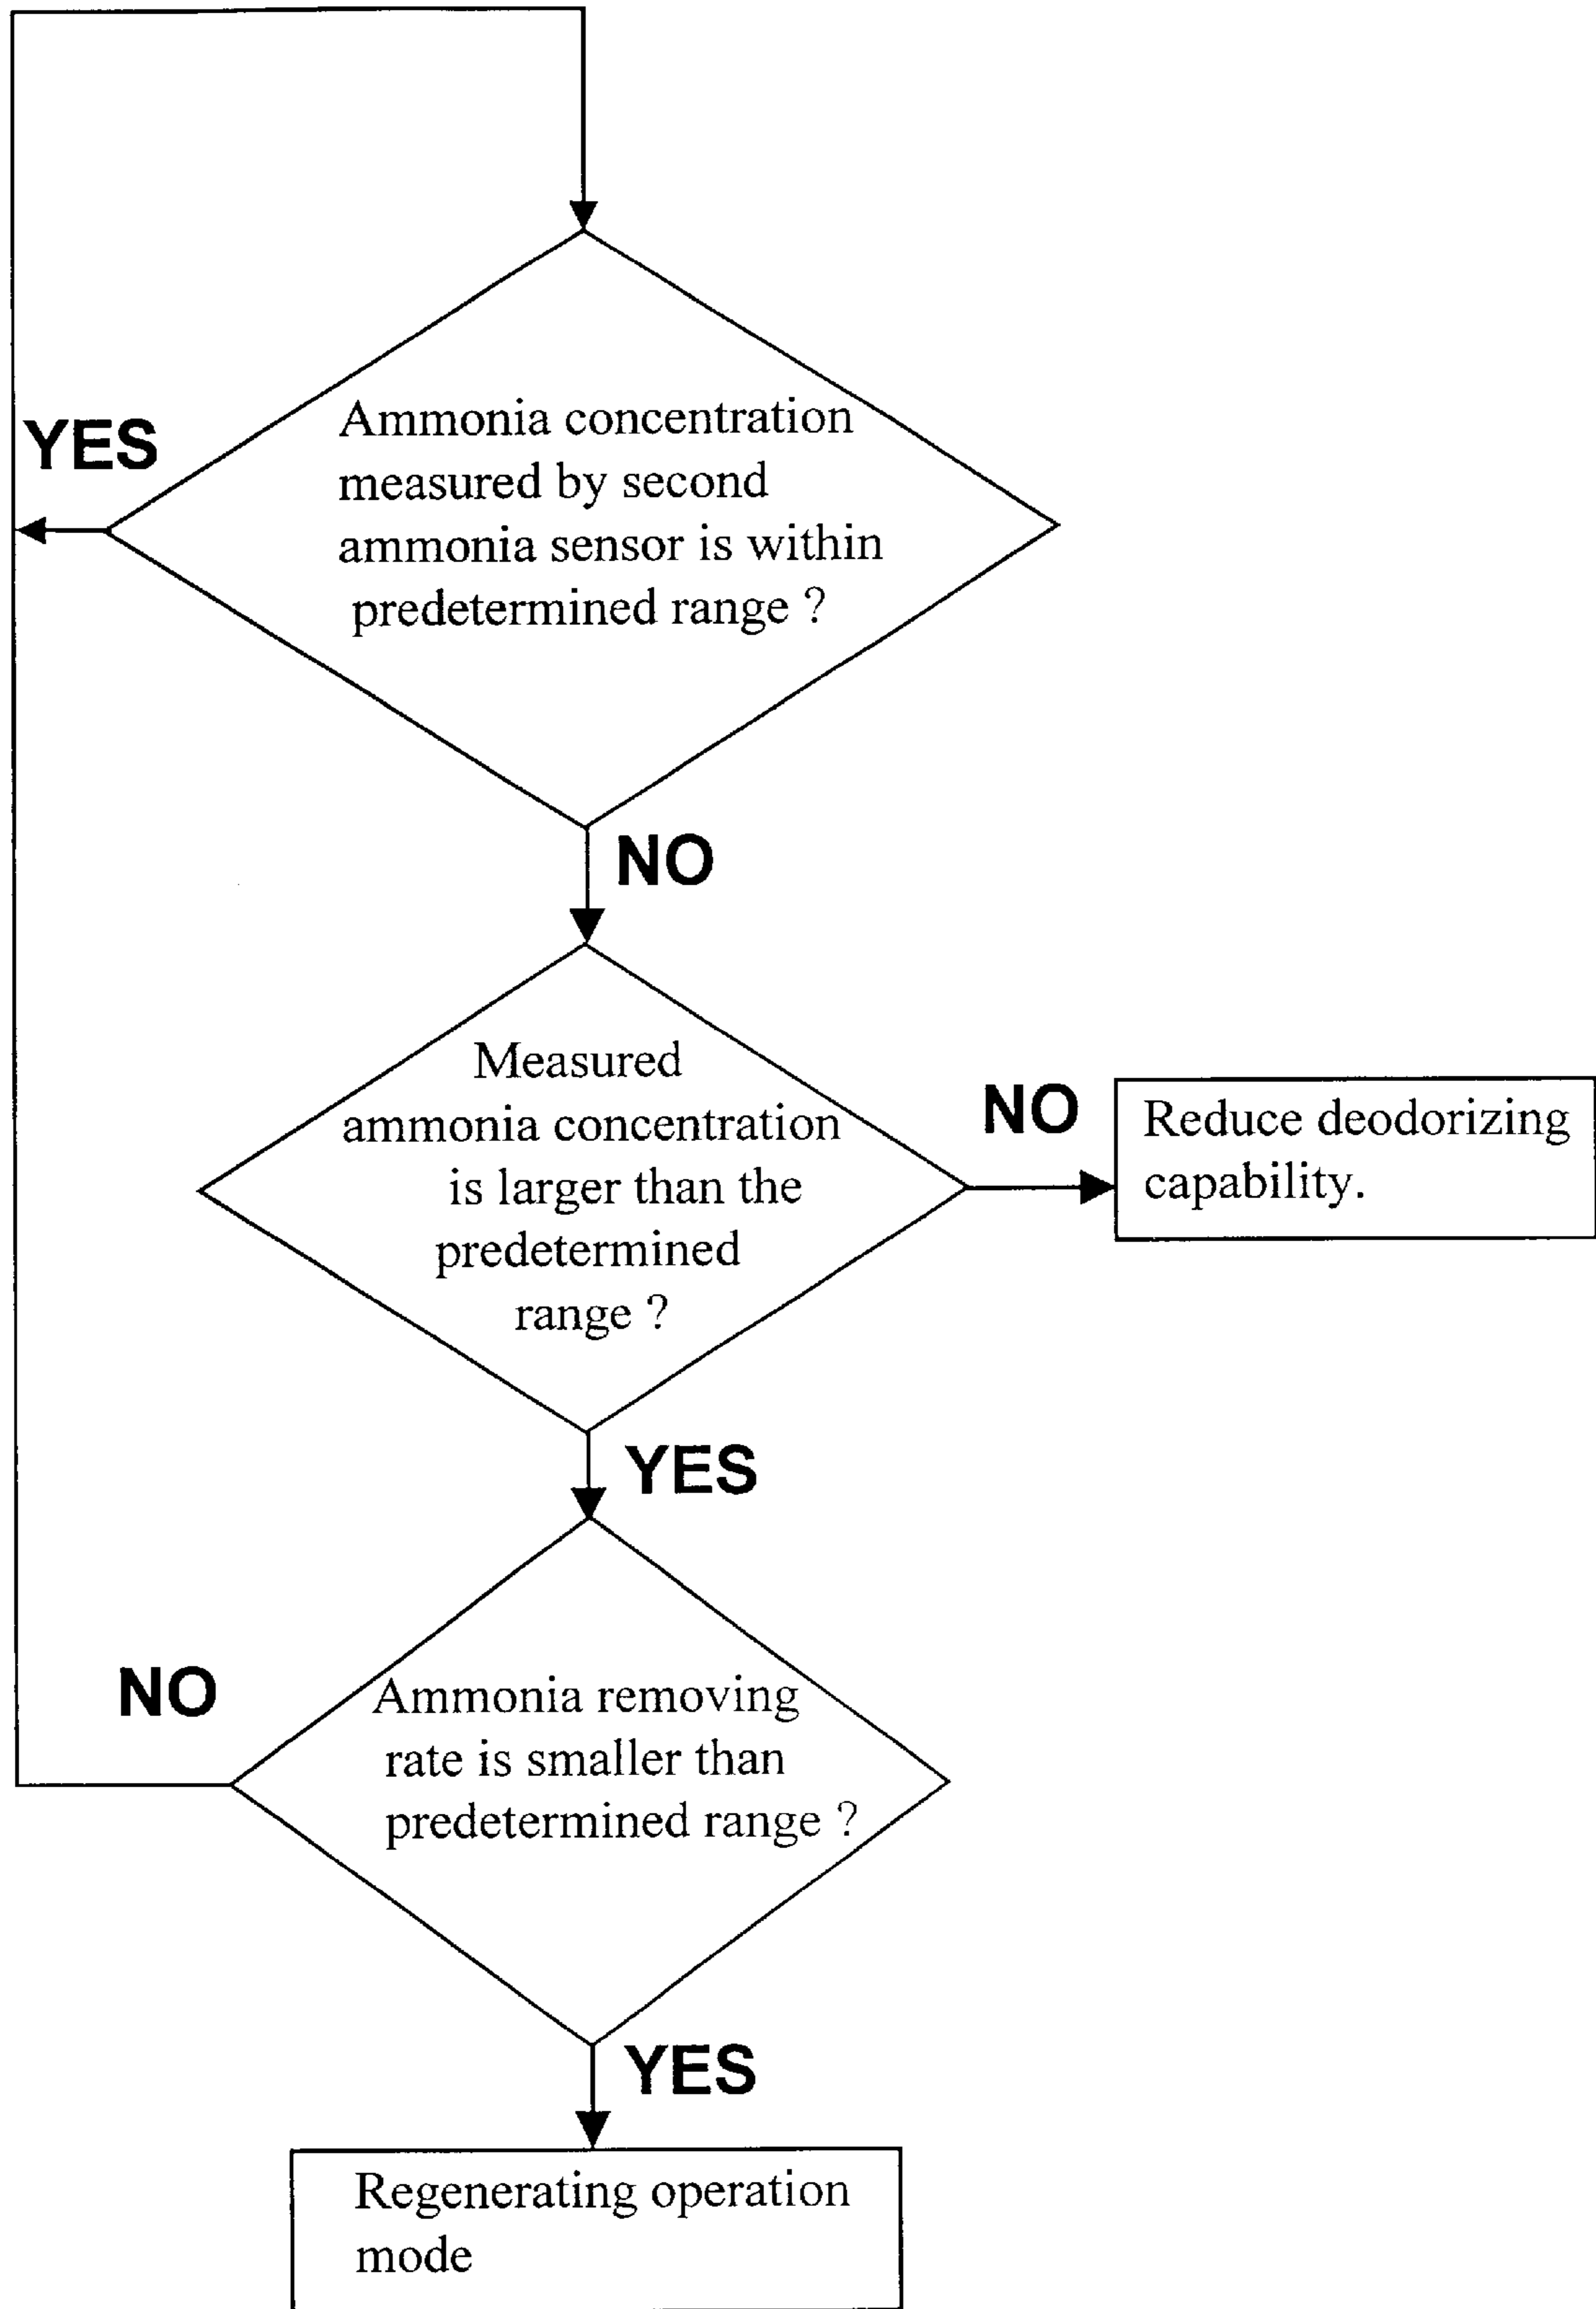 YES
Ammonia concentration
measured by second
ammonia sensor is within
predetermined range ?
NO
Measured
ammonia concentration
is larger than the
predetermined
range ?
NO
Reduce deodorizing
capability.
YES
NO
Ammonia removing
rate is smaller than
predetermined range ?
YES
Regenerating operation
mode